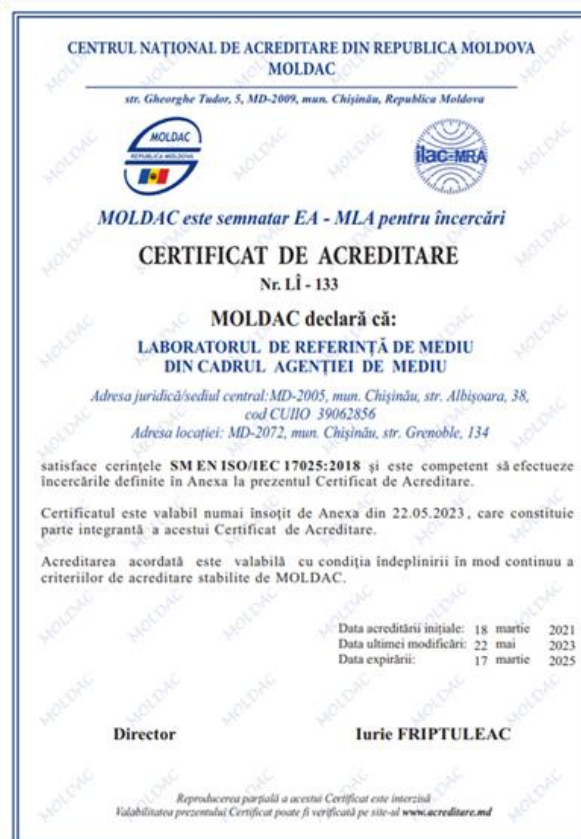 CENTRUL NAȚIONAL DE ACREDITARE DIN REPUBLICA MOLDOVA
MOLDAC
str. Gheorghe Tudor, 5, MD-2009, mun. Chișinău, Republica Moldova
MOLDAC
REPUBLICA MOLDOVA
ilac-MRA
MOLDAC este semnatar EA - MLA pentru încercări
CERTIFICAT DE ACREDITARE
Nr. LÎ - 133
MOLDAC declară că:
LABORATORUL DE REFERINȚĂ DE MEDIU
DIN CADRUL AGENȚIEI DE MEDIU
Adresa juridică/sediul central:MD-2005, mun. Chișinău, str. Albișoara, 38,
cod CUIIO 39062856
Adresa locației: MD-2072, mun. Chișinău, str. Grenoble, 134
satisface cerințele SM EN ISO/IEC 17025:2018 și este competent să efectueze
încercările definite în Anexa la prezentul Certificat de Acreditare.
Certificatul este valabil numai însoțit de Anexa din 22.05.2023, care constituie
parte integrantă a acestui Certificat de Acreditare.
Acreditarea acordată este valabilă cu condiția îndeplinirii în mod continuu a
criteriilor de acreditare stabilite de MOLDAC.
Data acreditării inițiale: 18 martie 2021
Data ultimei modificări: 22 mai 2023
Data expirării: 17 martie 2025
Director Iurie FRIPTULEAC
Reproducerea parțială a acestui Certificat este interzisă
Valabilitatea prezentului Certificat poate fi verificată pe site-ul www.acreditare.md